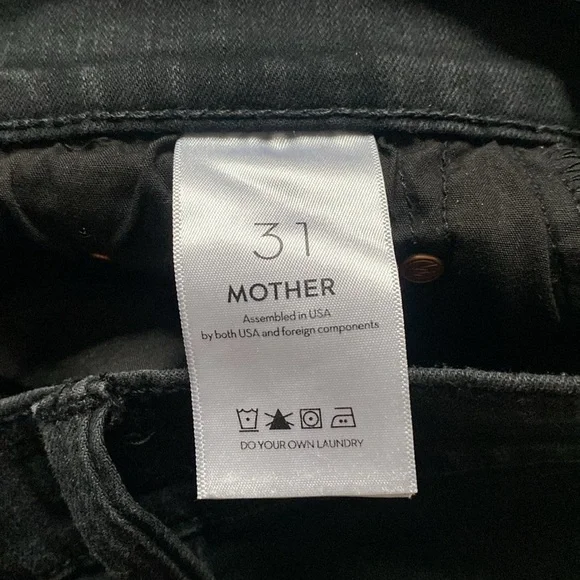 31
MOTHER
Assembled in USA
by both USA and foreign components
DO YOUR OWN LAUNDRY